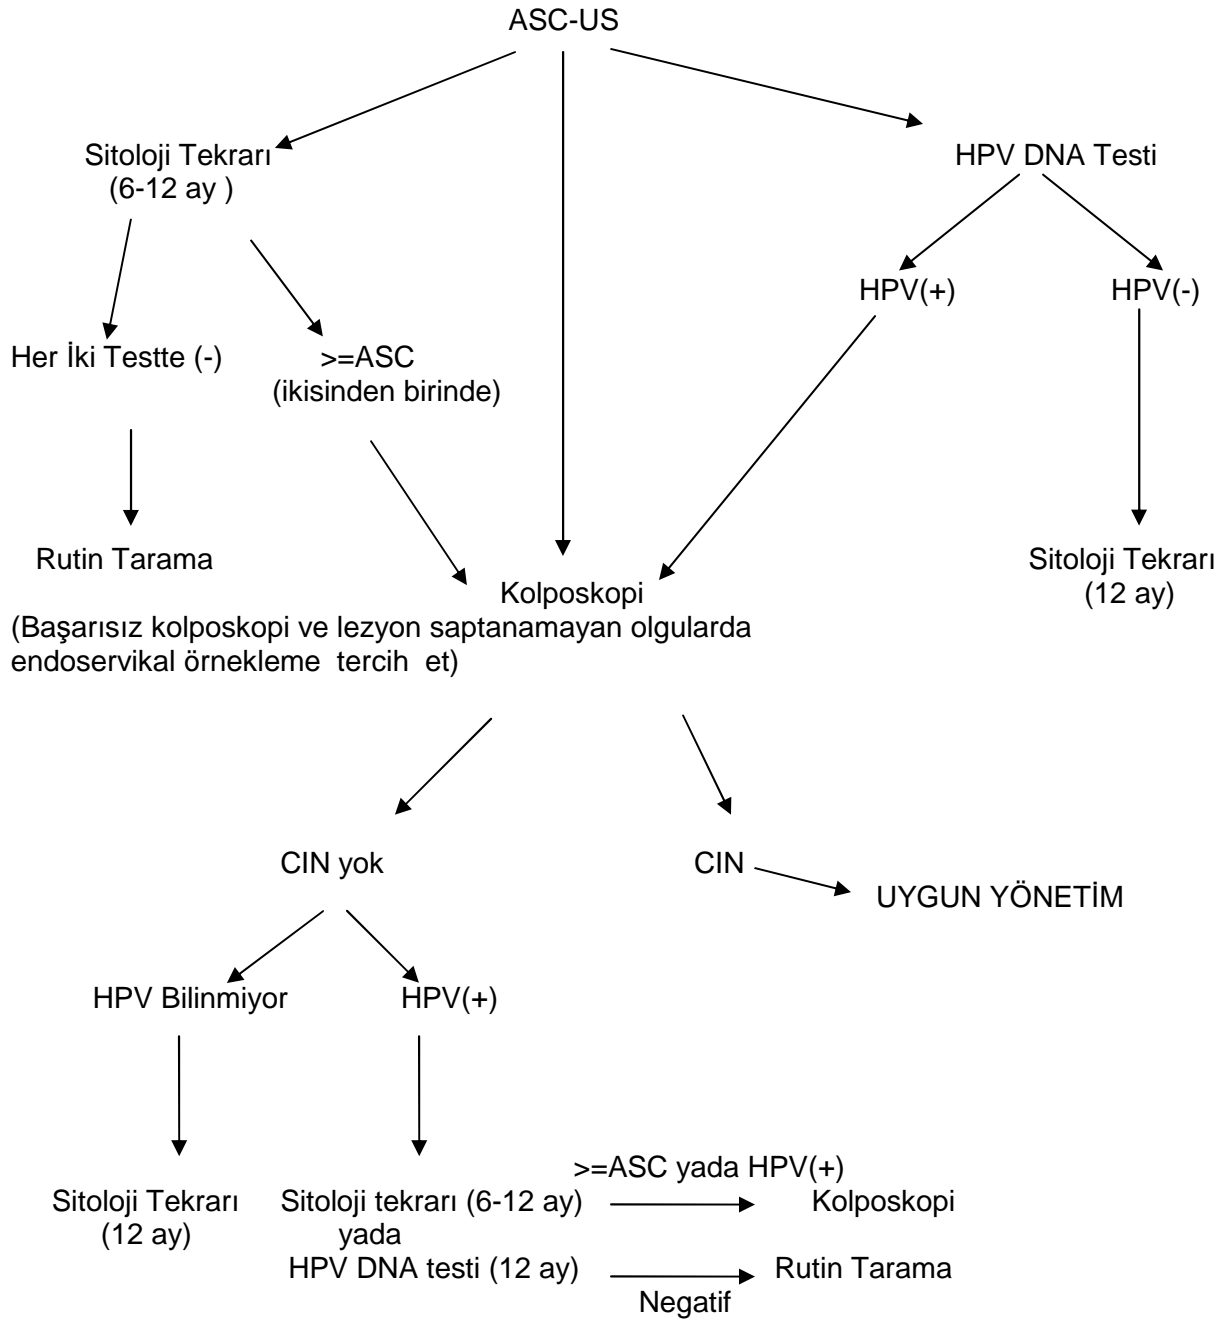 ASC-US
Sitoloji Tekrarı
(6-12 ay )
HPV DNA Testi
HPV(+)
HPV(-)
Her İki Testte (-)
>=ASC
(ikisinden birinde)
Rutin Tarama
Sitoloji Tekrarı
(12 ay)
Kolposkopi
(Başarısız kolposkopi ve lezyon saptanamayan olgularda
endoservikal örnekleme tercih et)
CIN yok
CIN
UYGUN YÖNETİM
HPV Bilinmiyor
HPV(+)
Sitoloji Tekrarı
(12 ay)
Sitoloji tekrarı (6-12 ay)
yada
HPV DNA testi (12 ay)
>=ASC yada HPV(+)
Kolposkopi
Rutin Tarama
Negatif